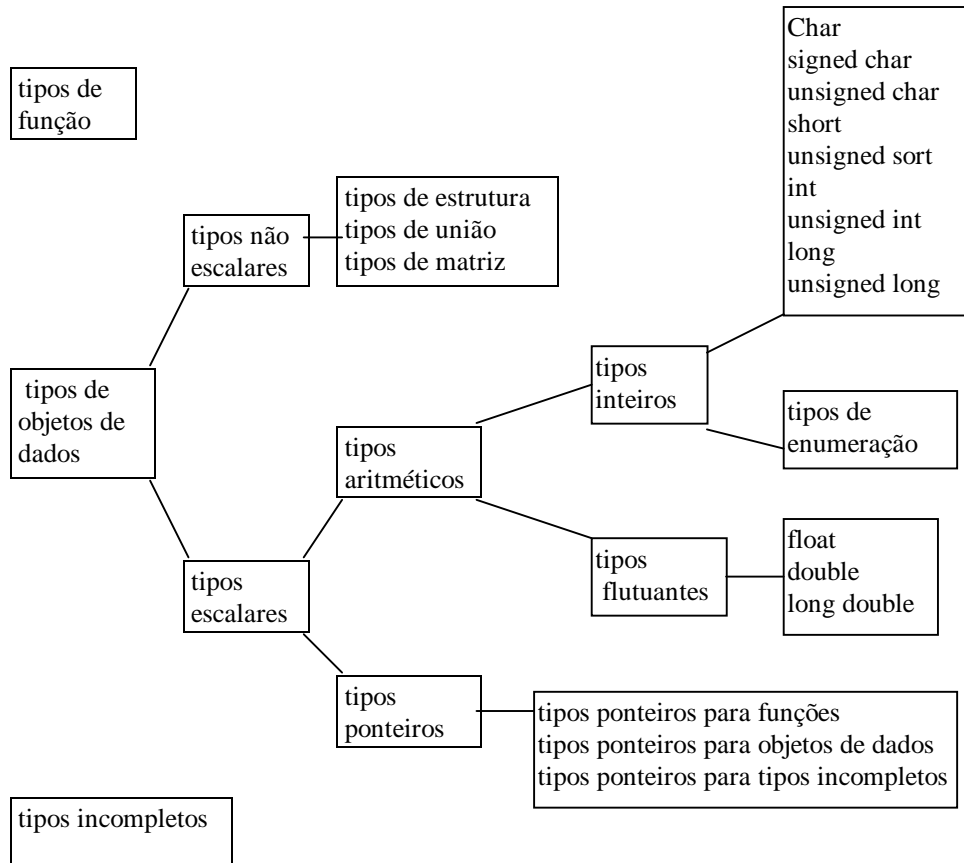 tipos de
função
tipos não
escalares
tipos de estrutura
tipos de união
tipos de matriz
Char
signed char
unsigned char
short
unsigned sort
int
unsigned int
long
unsigned long
tipos de
objetos de
dados
tipos
aritméticos
tipos
inteiros
tipos de
enumeração
tipos
escalares
tipos
flutuantes
float
double
long double
tipos
ponteiros
tipos ponteiros para funções
tipos ponteiros para objetos de dados
tipos ponteiros para tipos incompletos
tipos incompletos